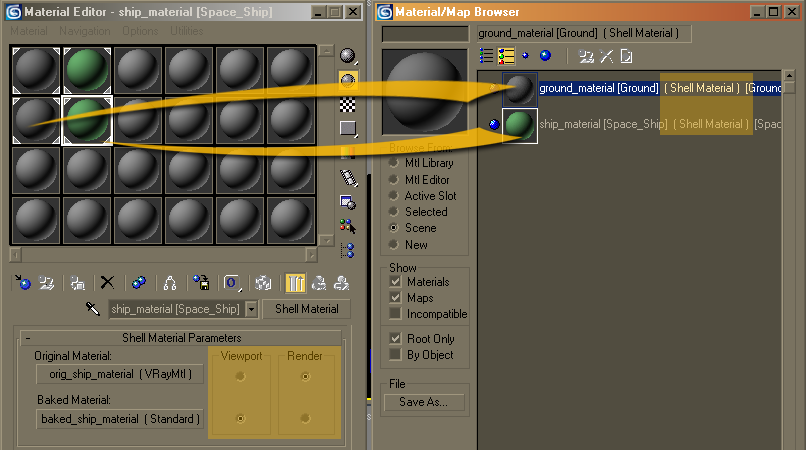 Material Editor - ship_material [Space_Ship]
Material Navigation Options Utilities
ship_material [Space_Ship] Shell Material
- Shell Material Parameters
Original Material: Viewport Render
orig_ship_material ( VRayMtl )
Baked Material:
baked_ship_material ( Standard )
Material/Map Browser
ground_material [Ground] ( Shell Material )
ground_material [Ground] ( Shell Material ) [Ground
ship_material [Space_Ship] ( Shell Material ) [Spac
Browse From:
Mtl Library
Mtl Editor
Active Slot
Selected
Scene
New
Show
Materials
Maps
Incompatible
Root Only
By Object
File
Save As...